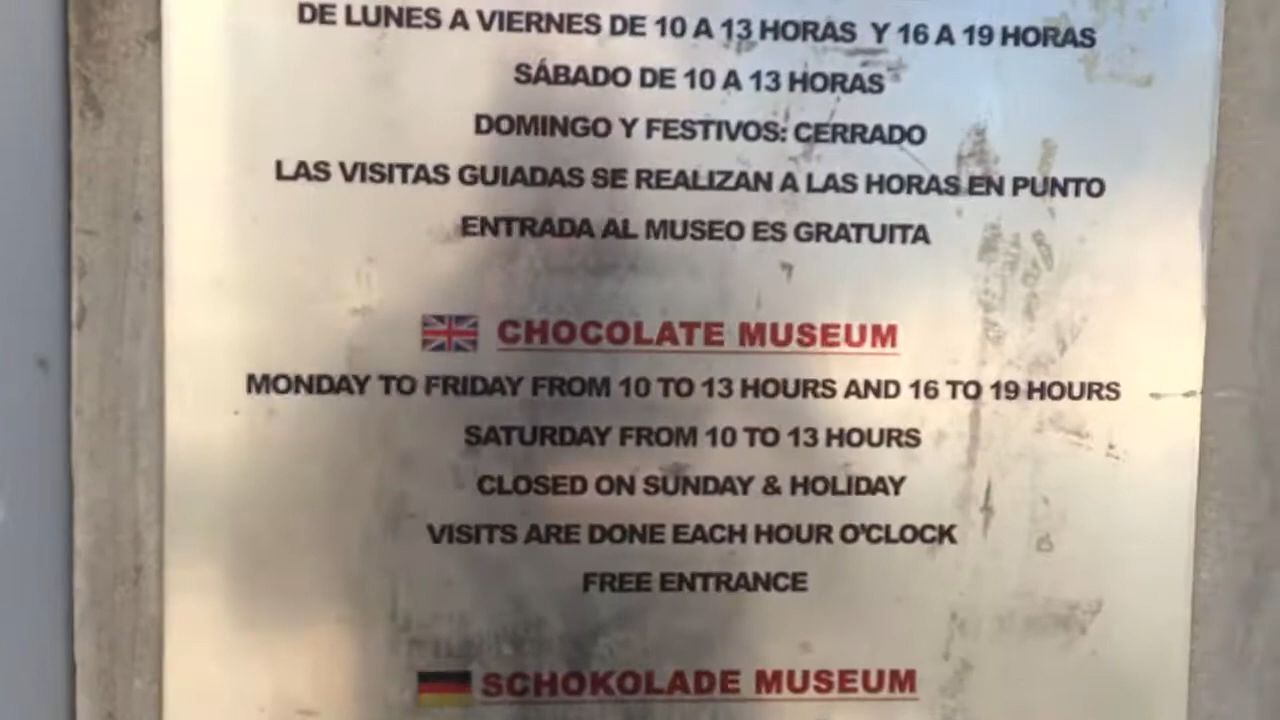 DE LUNES A VIERNES DE 10 A 13 HORAS Y 16 A 19 HORAS
SÁBADO DE 10 A 13 HORAS
DOMINGO Y FESTIVOS: CERRADO
LAS VISITAS GUIADAS SE REALIZAN A LAS HORAS EN PUNTO
ENTRADA AL MUSEO ES GRATUITA
CHOCOLATE MUSEUM
MONDAY TO FRIDAY FROM 10 TO 13 HOURS AND 16 TO 19 HOURS
SATURDAY FROM 10 TO 13 HOURS
CLOSED ON SUNDAY & HOLIDAY
VISITS ARE DONE EACH HOUR O'CLOCK
FREE ENTRANCE
SCHOKOLADE MUSEUM